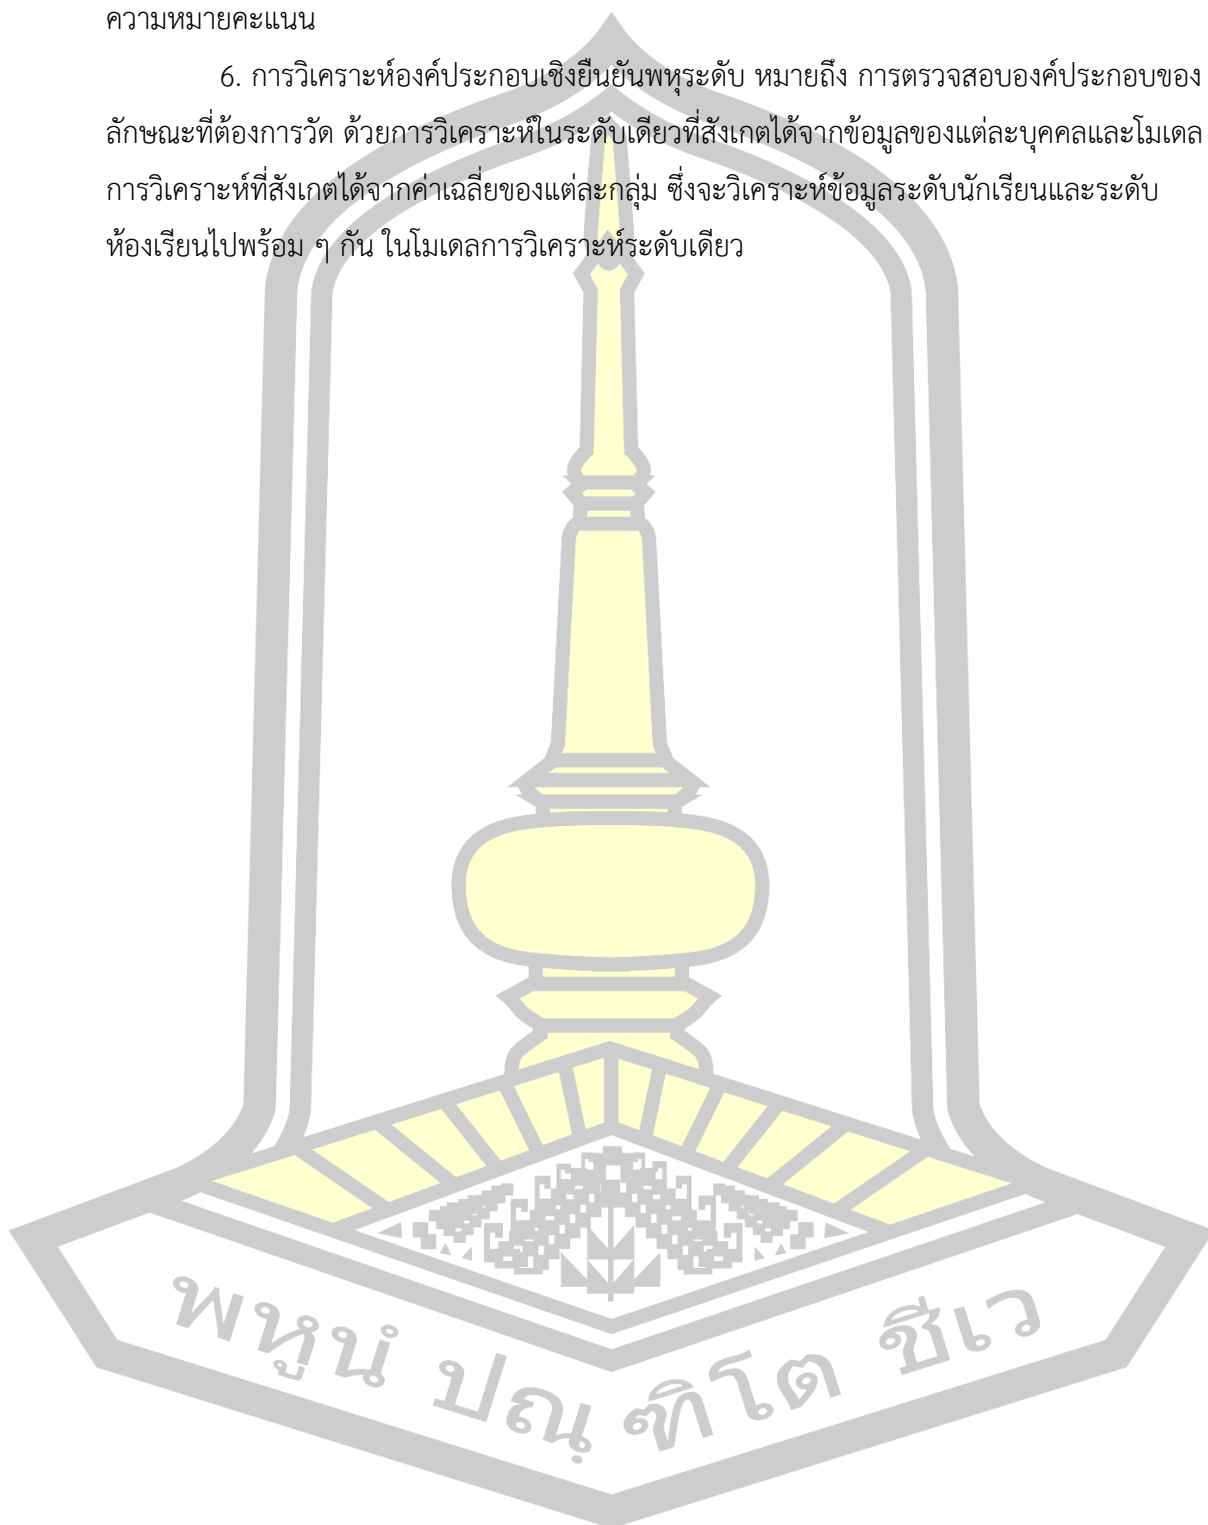 ความหมายคะแนน
6. การวิเคราะห์องค์ประกอบเชิงยืนยันพหุระดับ หมายถึง การตรวจสอบองค์ประกอบของ
ลักษณะที่ต้องการวัด ด้วยการวิเคราะห์ในระดับเดียวที่สังเกตได้จากข้อมูลของแต่ละบุคคลและโมเดล
การวิเคราะห์ที่สังเกตได้จากค่าเฉลี่ยของแต่ละกลุ่ม ซึ่งจะวิเคราะห์ข้อมูลระดับนักเรียนและระดับ
ห้องเรียนไปพร้อม ๆ กัน ในโมเดลการวิเคราะห์ระดับเดียว
พหูนํ ปณฺ ฑิโต ชีเว